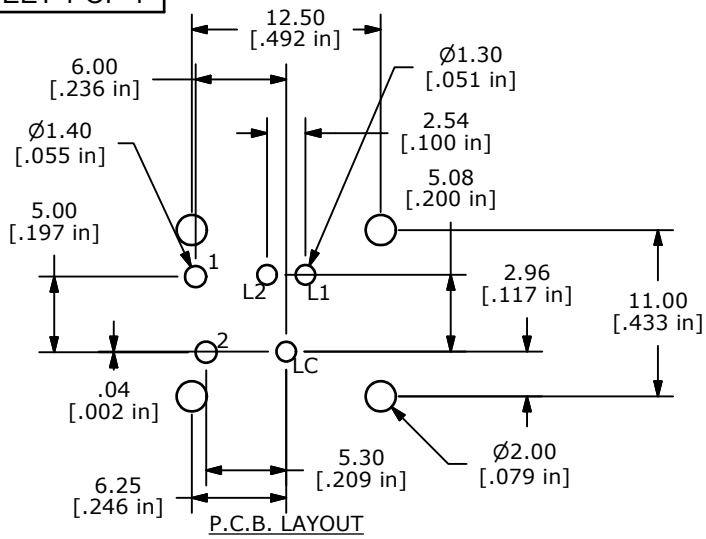 12.50
[.492 in]
6.00
[.236 in]
Ø1.30
[.051 in]
Ø1.40
[.055 in]
2.54
[.100 in]
5.08
[.200 in]
5.00
[.197 in]
1
L2
L1
2.96
[.117 in]
11.00
[.433 in]
2
LC
.04
[.002 in]
5.30
[.209 in]
Ø2.00
[.079 in]
6.25
[.246 in]
P.C.B. LAYOUT